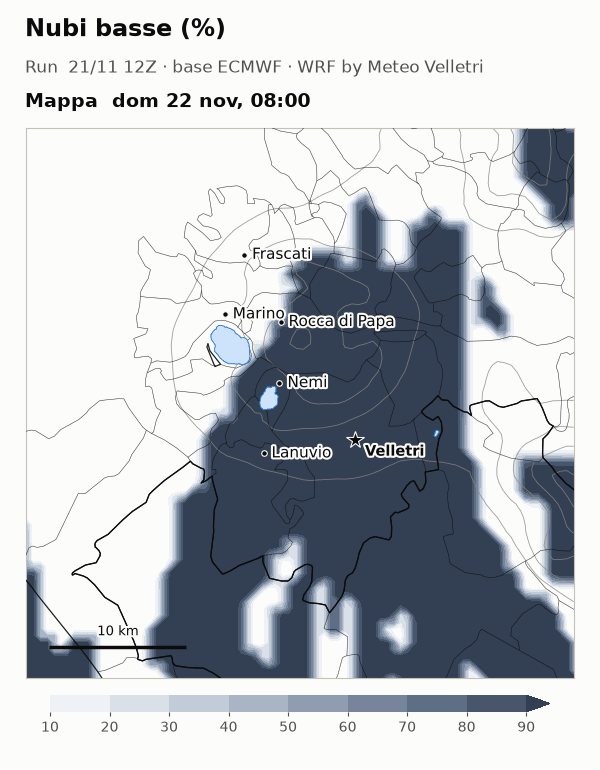 Nubi basse (%)
Run  21/11 12Z · base ECMWF · WRF by Meteo Velletri
Mappa  dom 22 nov, 08:00
Frascati
Marino
Rocca di Papa
Nemi
Velletri
Lanuvio
10 km
10 20 30 40 50 60 70 80 90